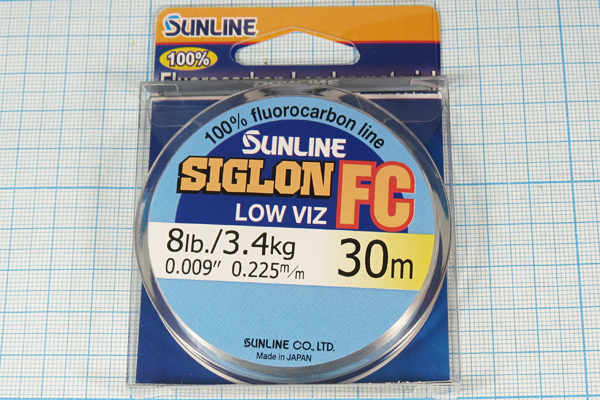 SUNLINE
100%
100% fluorocarbon line
SUNLINE
SIGLON FC
LOW VIZ
8lb./3.4kg
0.009" 0.225m/m
30m
SUNLINE CO.,LTD.
Made in JAPAN